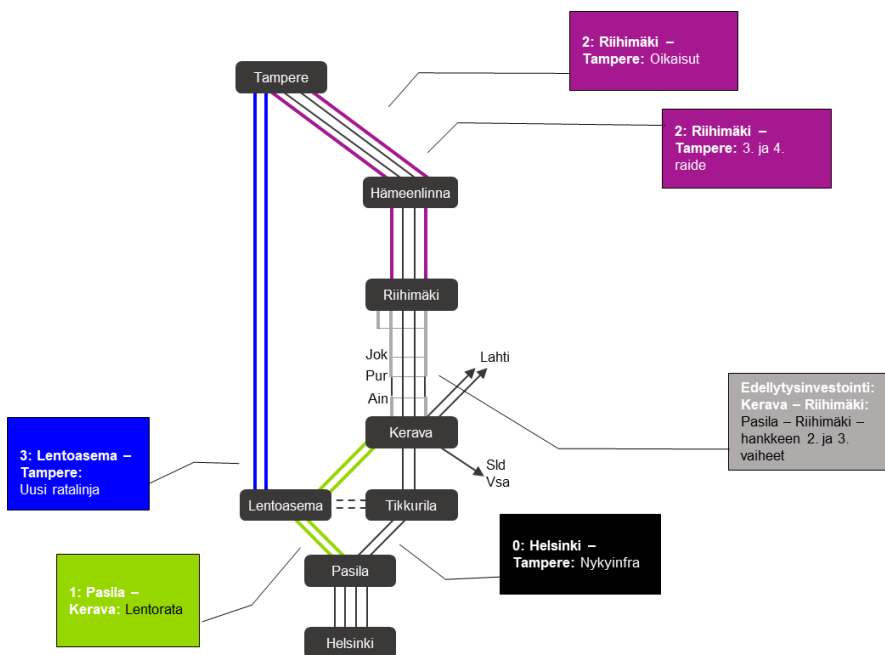 2: Riihimäki –
Tampere: Oikaisut
Tampere
2: Riihimäki –
Tampere: 3. ja 4.
raide
Hämeenlinna
Riihimäki
Jok
Lahti
Pur
Ain
Edellytysinvestointi:
Kerava – Riihimäki:
Pasila – Riihimäki –
hankkeen 2. ja 3.
vaiheet
Kerava
3: Lentoasema –
Tampere:
Uusi ratalinja
Sld
Vsa
Lentoasema
Tikkurila
0: Helsinki –
Tampere: Nykyinfra
Pasila
1: Pasila –
Kerava: Lentorata
Helsinki